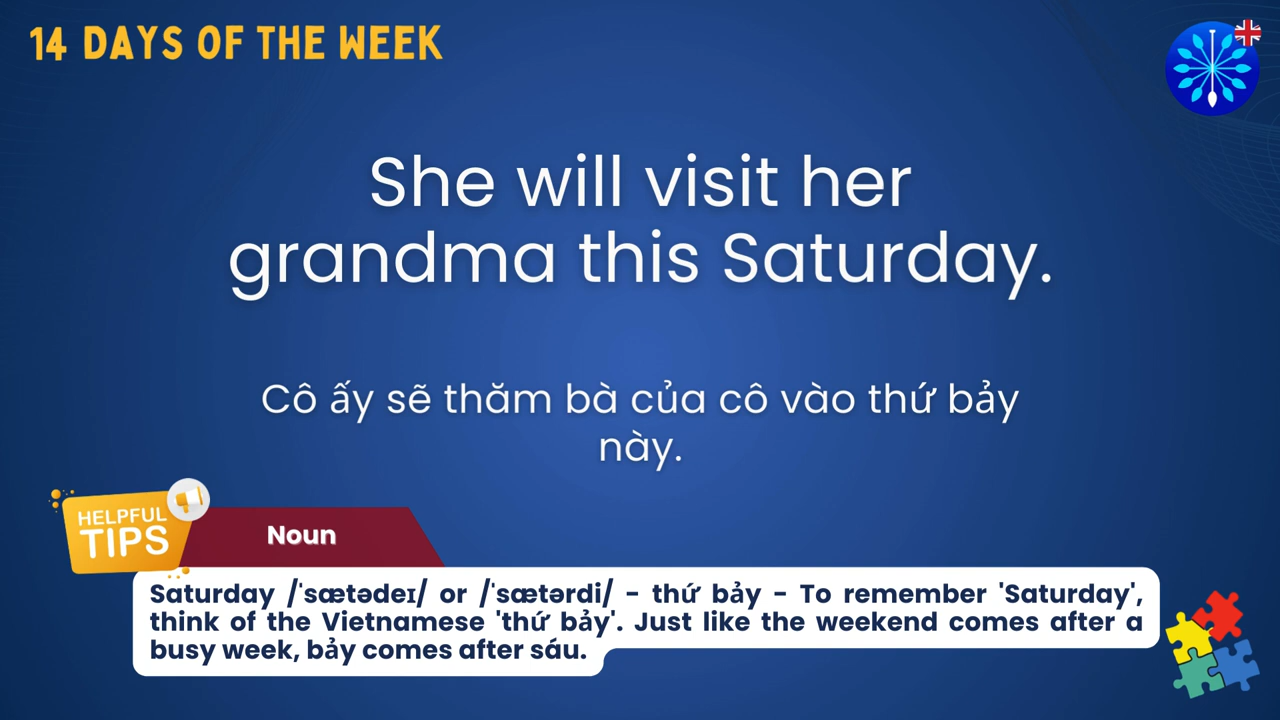 14 DAYS OF THE WEEK
She will visit her
grandma this Saturday.
Cô ấy sẽ thăm bà của cô vào thứ bảy
này.
HELPFUL
TIPS
Noun
Saturday /ˈsætədeɪ/ or /ˈsætərdi/ - thứ bảy - To remember 'Saturday',
think of the Vietnamese 'thứ bảy'. Just like the weekend comes after a
busy week, bảy comes after sáu.